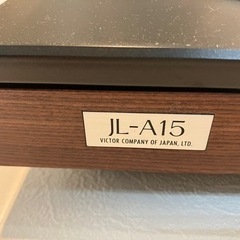 JL-A15
VICTOR COMPANY OF JAPAN, LTD.